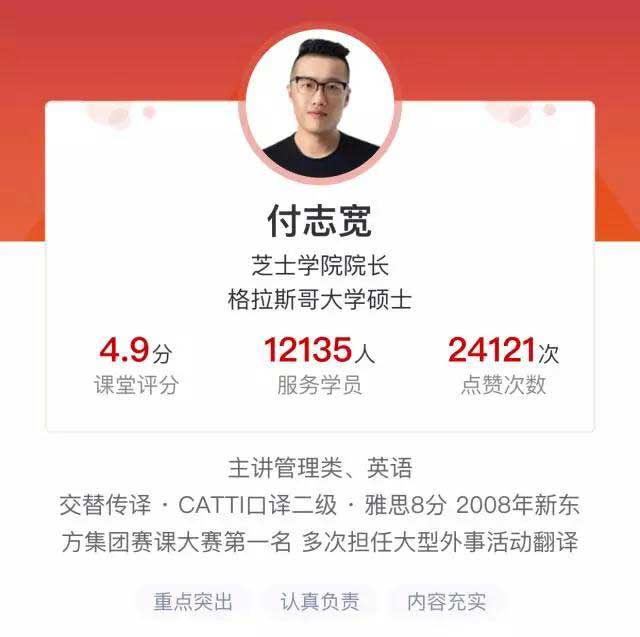 付志宽
芝士学院院长
格拉斯哥大学硕士
4.9分 12135人 24121次
课堂评分 服务学员 点赞次数
主讲管理类、英语
交替传译·CATTI口译二级·雅思8分 2008年新东
方集团赛课大赛第一名 多次担任大型外事活动翻译
重点突出 认真负责 内容充实